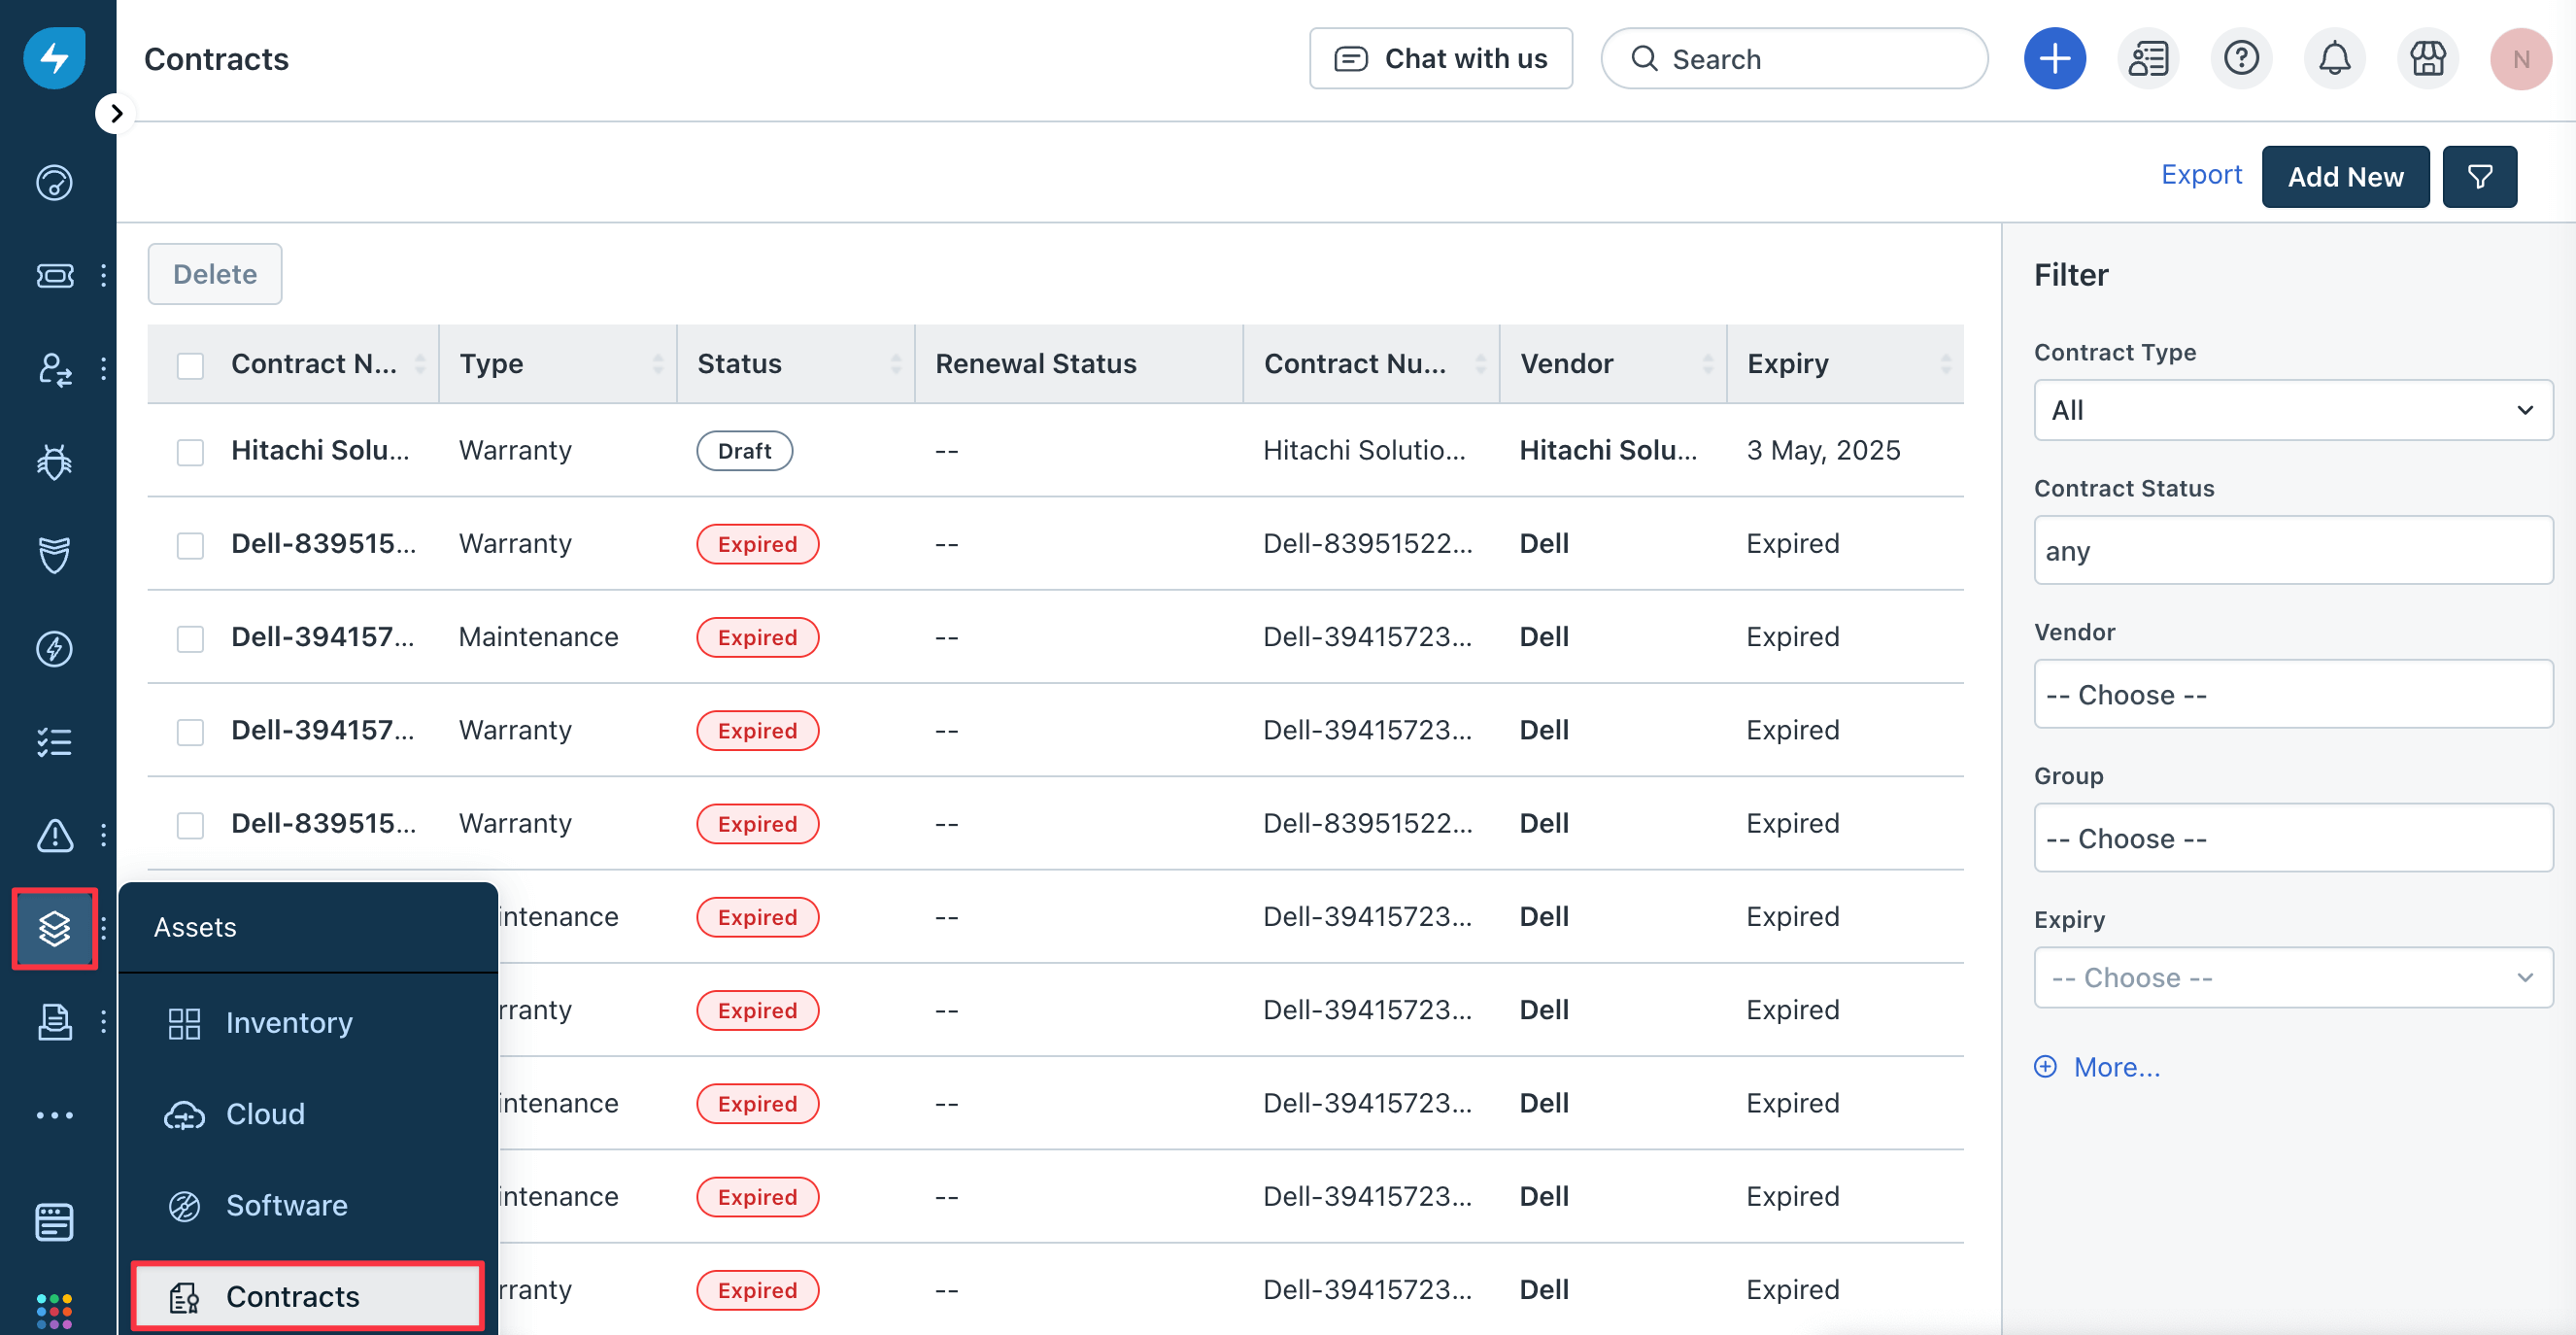 Contracts
Chat with us
Search
N
Export
Add New
Delete
Contract N... Type Status Renewal Status Contract Nu... Vendor Expiry
Hitachi Solu... Warranty Draft -- Hitachi Solutio... Hitachi Solu... 3 May, 2025
Dell-839515... Warranty Expired -- Dell-83951522... Dell Expired
Dell-394157... Maintenance Expired -- Dell-39415723... Dell Expired
Dell-394157... Warranty Expired -- Dell-39415723... Dell Expired
Dell-839515... Warranty Expired -- Dell-83951522... Dell Expired
intenance Expired -- Dell-39415723... Dell Expired
rranty Expired -- Dell-39415723... Dell Expired
intenance Expired -- Dell-39415723... Dell Expired
intenance Expired -- Dell-39415723... Dell Expired
rranty Expired -- Dell-39415723... Dell Expired
Assets
Inventory
Cloud
Software
Contracts
Filter
Contract Type
All
Contract Status
any
Vendor
-- Choose --
Group
-- Choose --
Expiry
-- Choose --
More...